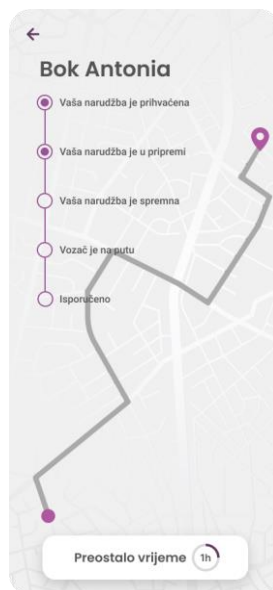 Bok Antonia
Vaša narudžba je prihvaćena
Vaša narudžba je u pripremi
Vaša narudžba je spremna
Vozač je na putu
Isporučeno
Preostalo vrijeme 1h